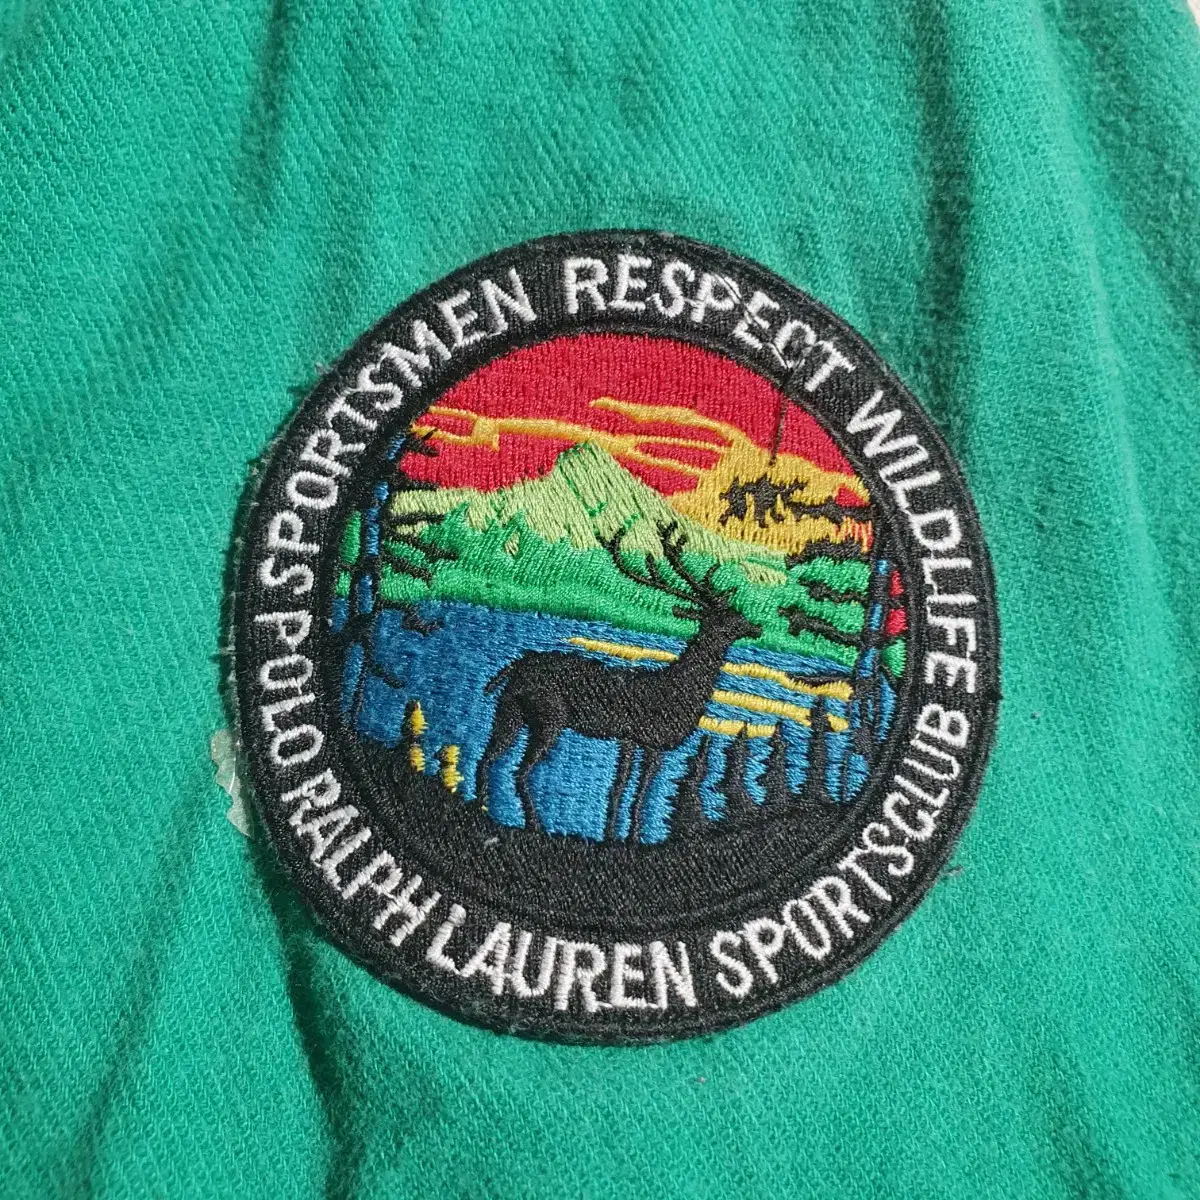 SPORTSMEN RESPECT WILDLIFE
POLO RALPH LAUREN SPORTSCLUB